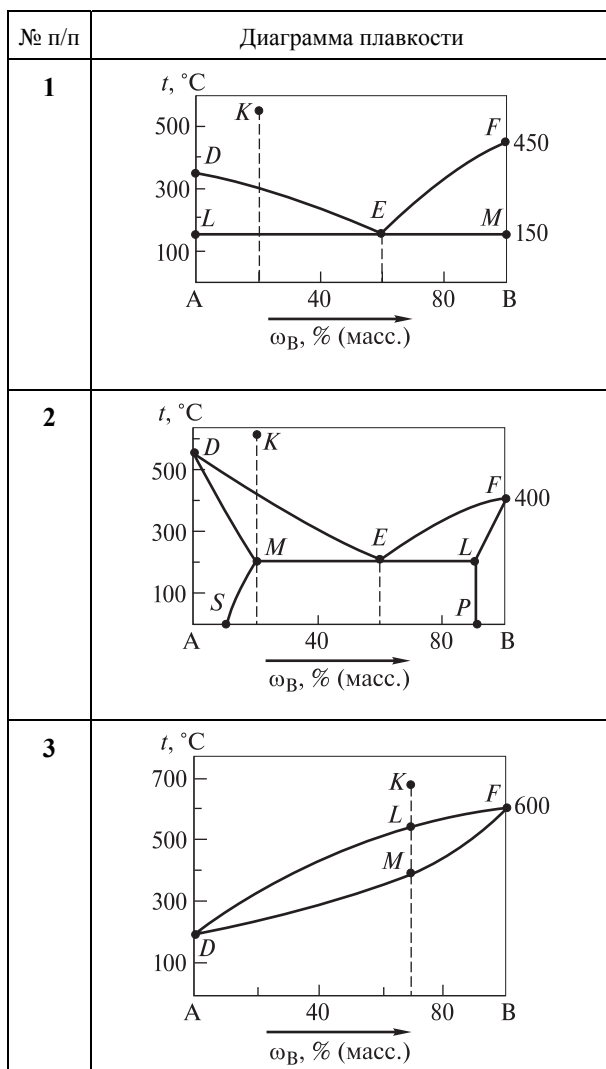 № п/п Диаграмма плавкости
1
t, °C
K
500
F
450
D
300
L
E
M
150
100
A 40 80 B
ω_B, % (масс.)
2
t, °C
D
K
500
F
400
300
M
E
L
100
S
P
A 40 80 B
ω_B, % (масс.)
3
t, °C
700
K
F
600
L
500
M
300
D
100
A 40 80 B
ω_B, % (масс.)